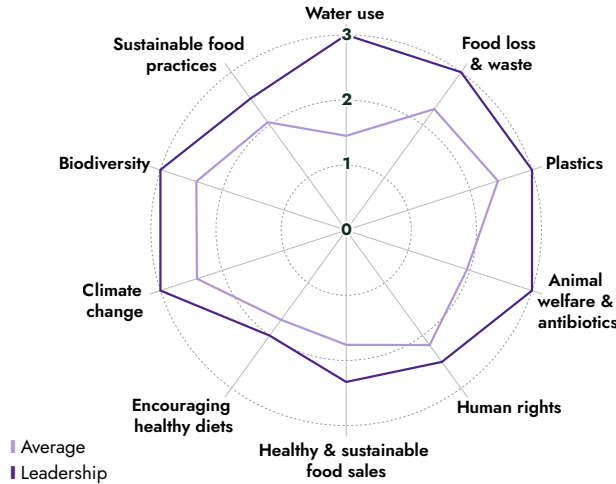 Water use
Sustainable food
practices
Food loss
& waste
3
2
1
0
Biodiversity
Plastics
Climate
change
Animal
welfare &
antibiotics
Encouraging
healthy diets
Human rights
Healthy & sustainable
food sales
Average
Leadership